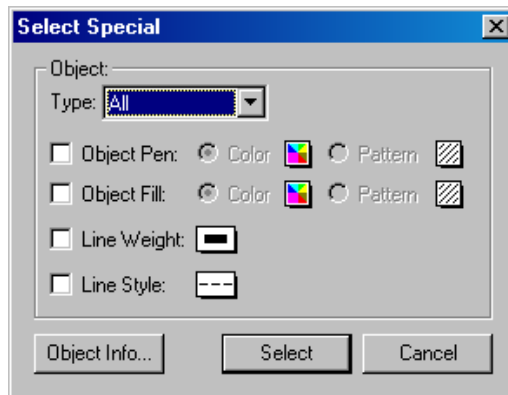 Select Special
Object:
Type: All
Object Pen: Color Pattern
Object Fill: Color Pattern
Line Weight:
Line Style:
Object Info... Select Cancel